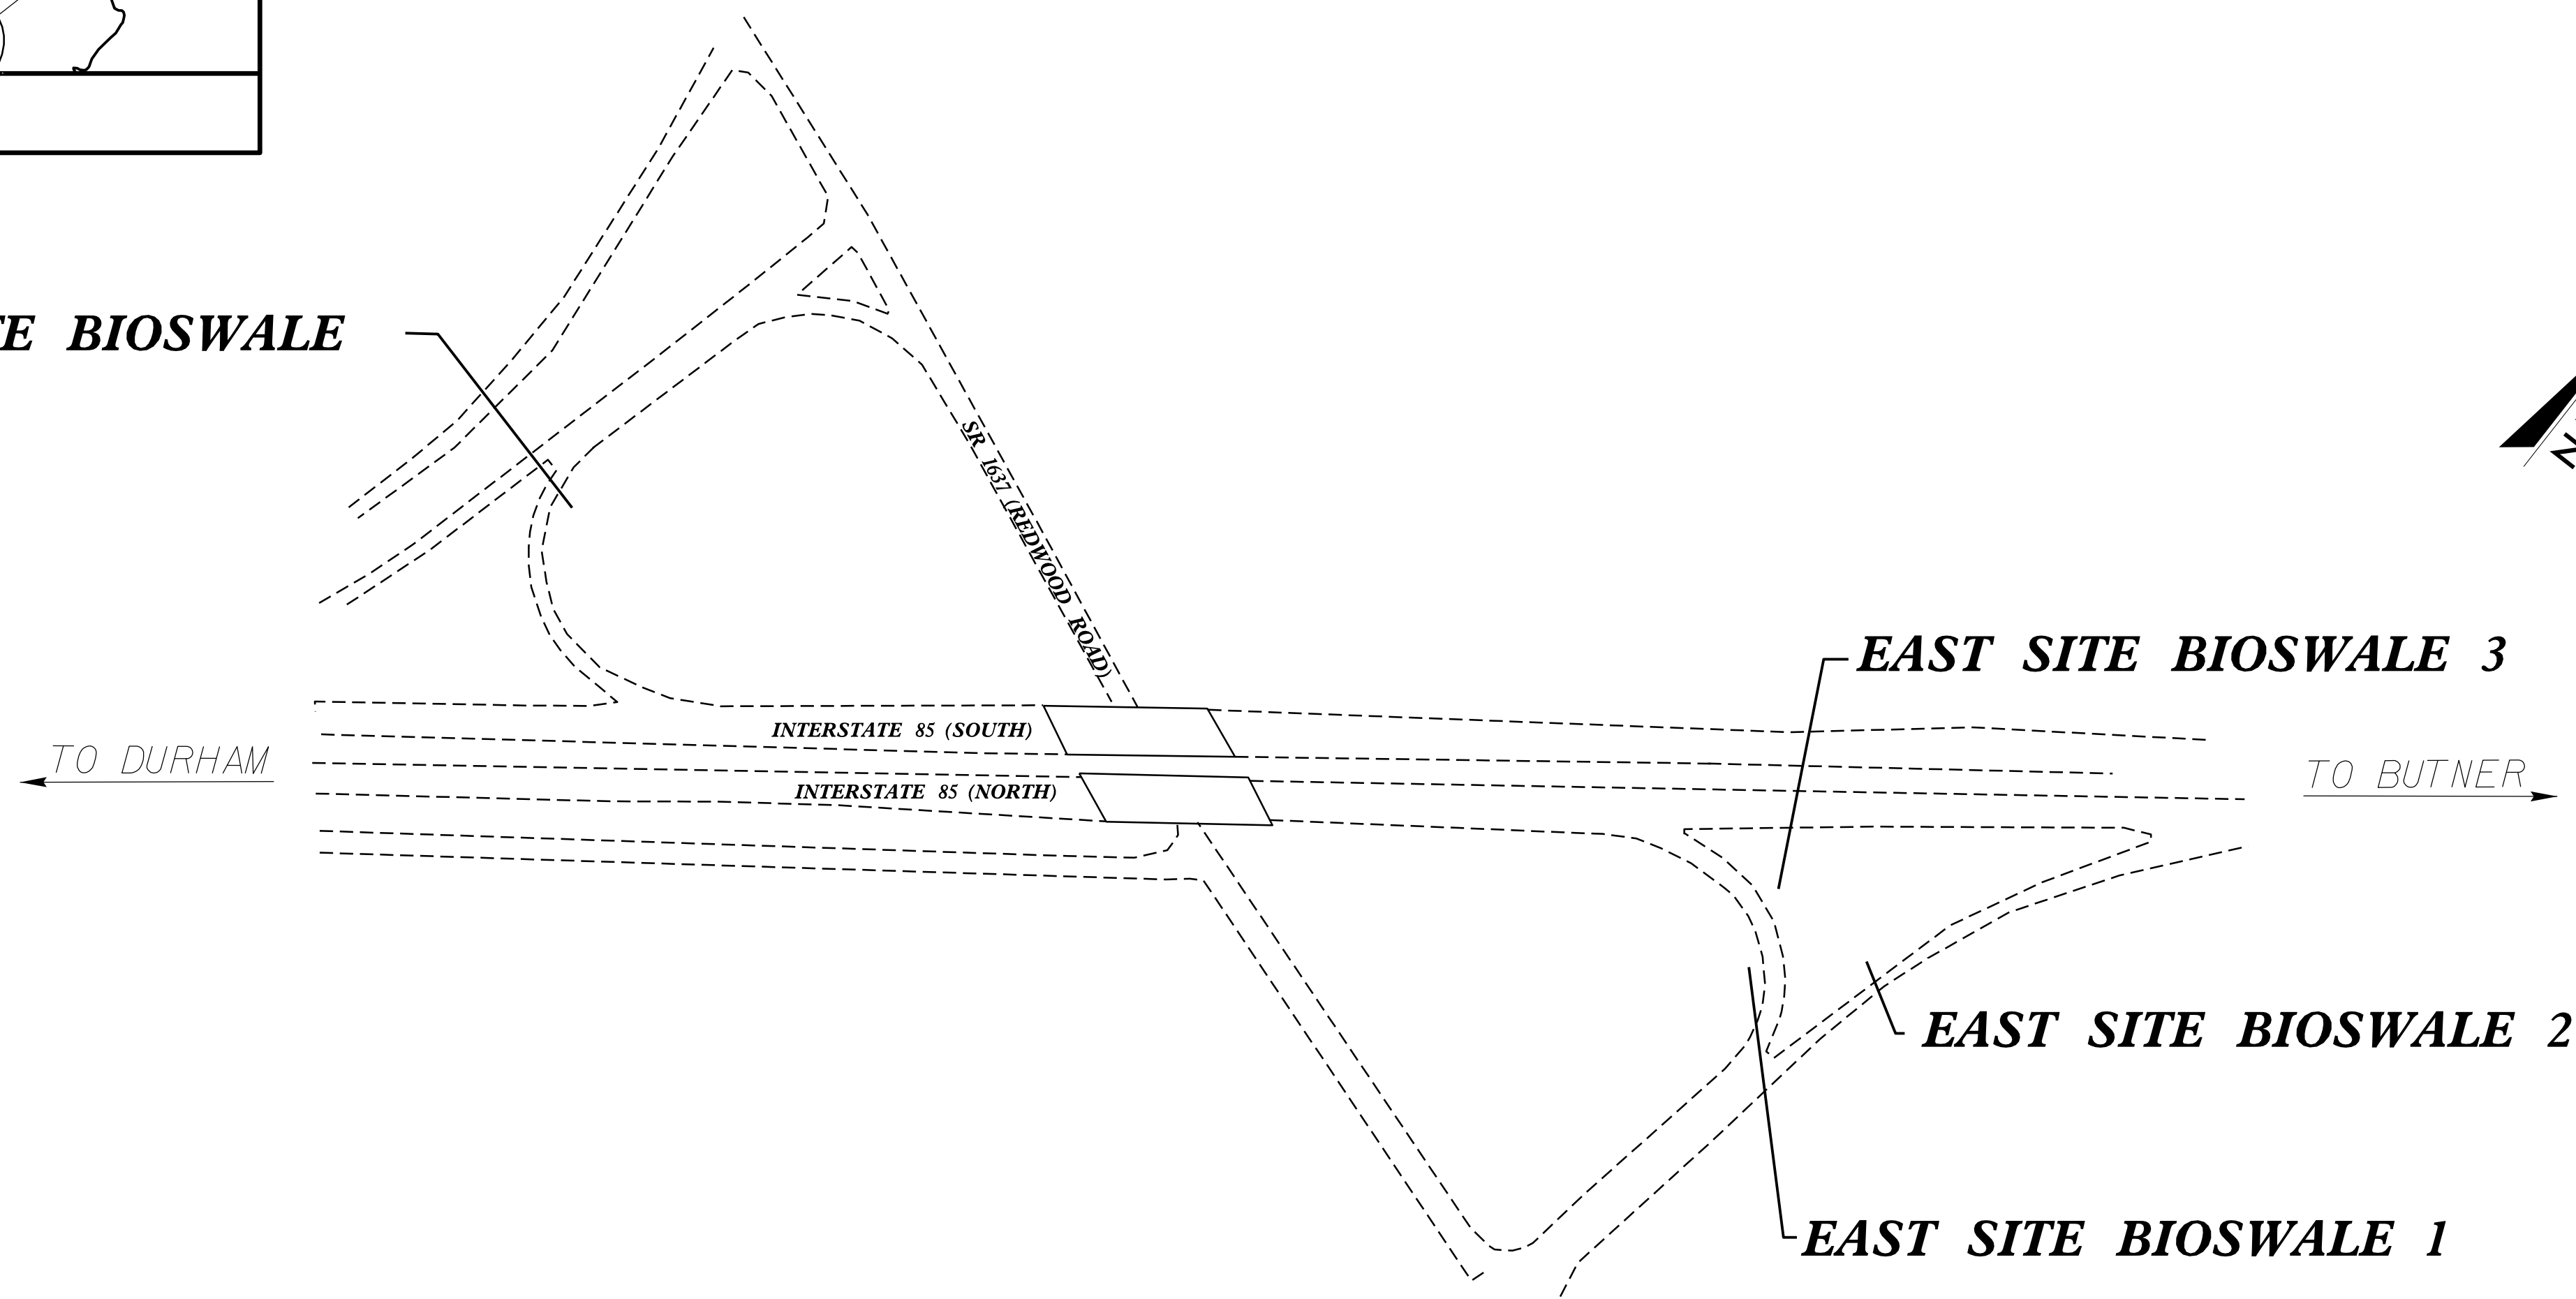 BIOSWALE
SR 1637 (REDWOOD ROAD)
EAST SITE BIOSWALE 3
INTERSTATE 85 (SOUTH)
TO DURHAM
TO BUTNER
INTERSTATE 85 (NORTH)
EAST SITE BIOSWALE 2
EAST SITE BIOSWALE 1